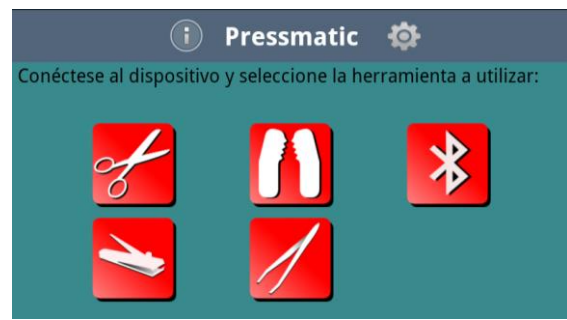 Pressmatic
Conéctese al dispositivo y seleccione la herramienta a utilizar: